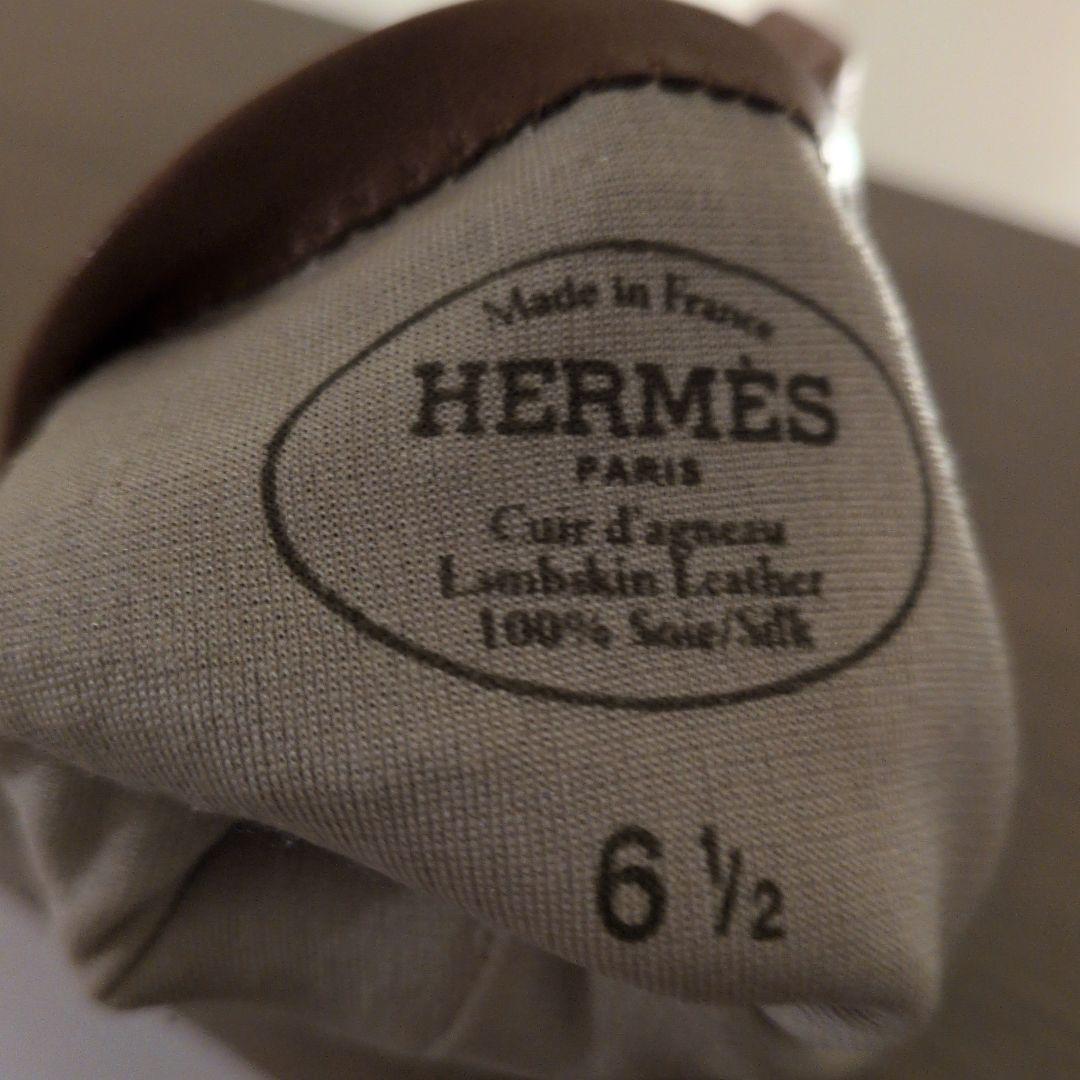 Made in France
HERMÈS
PARIS
Cuir d'agneau
Lambskin Leather
100% Soie/Silk
6 1/2